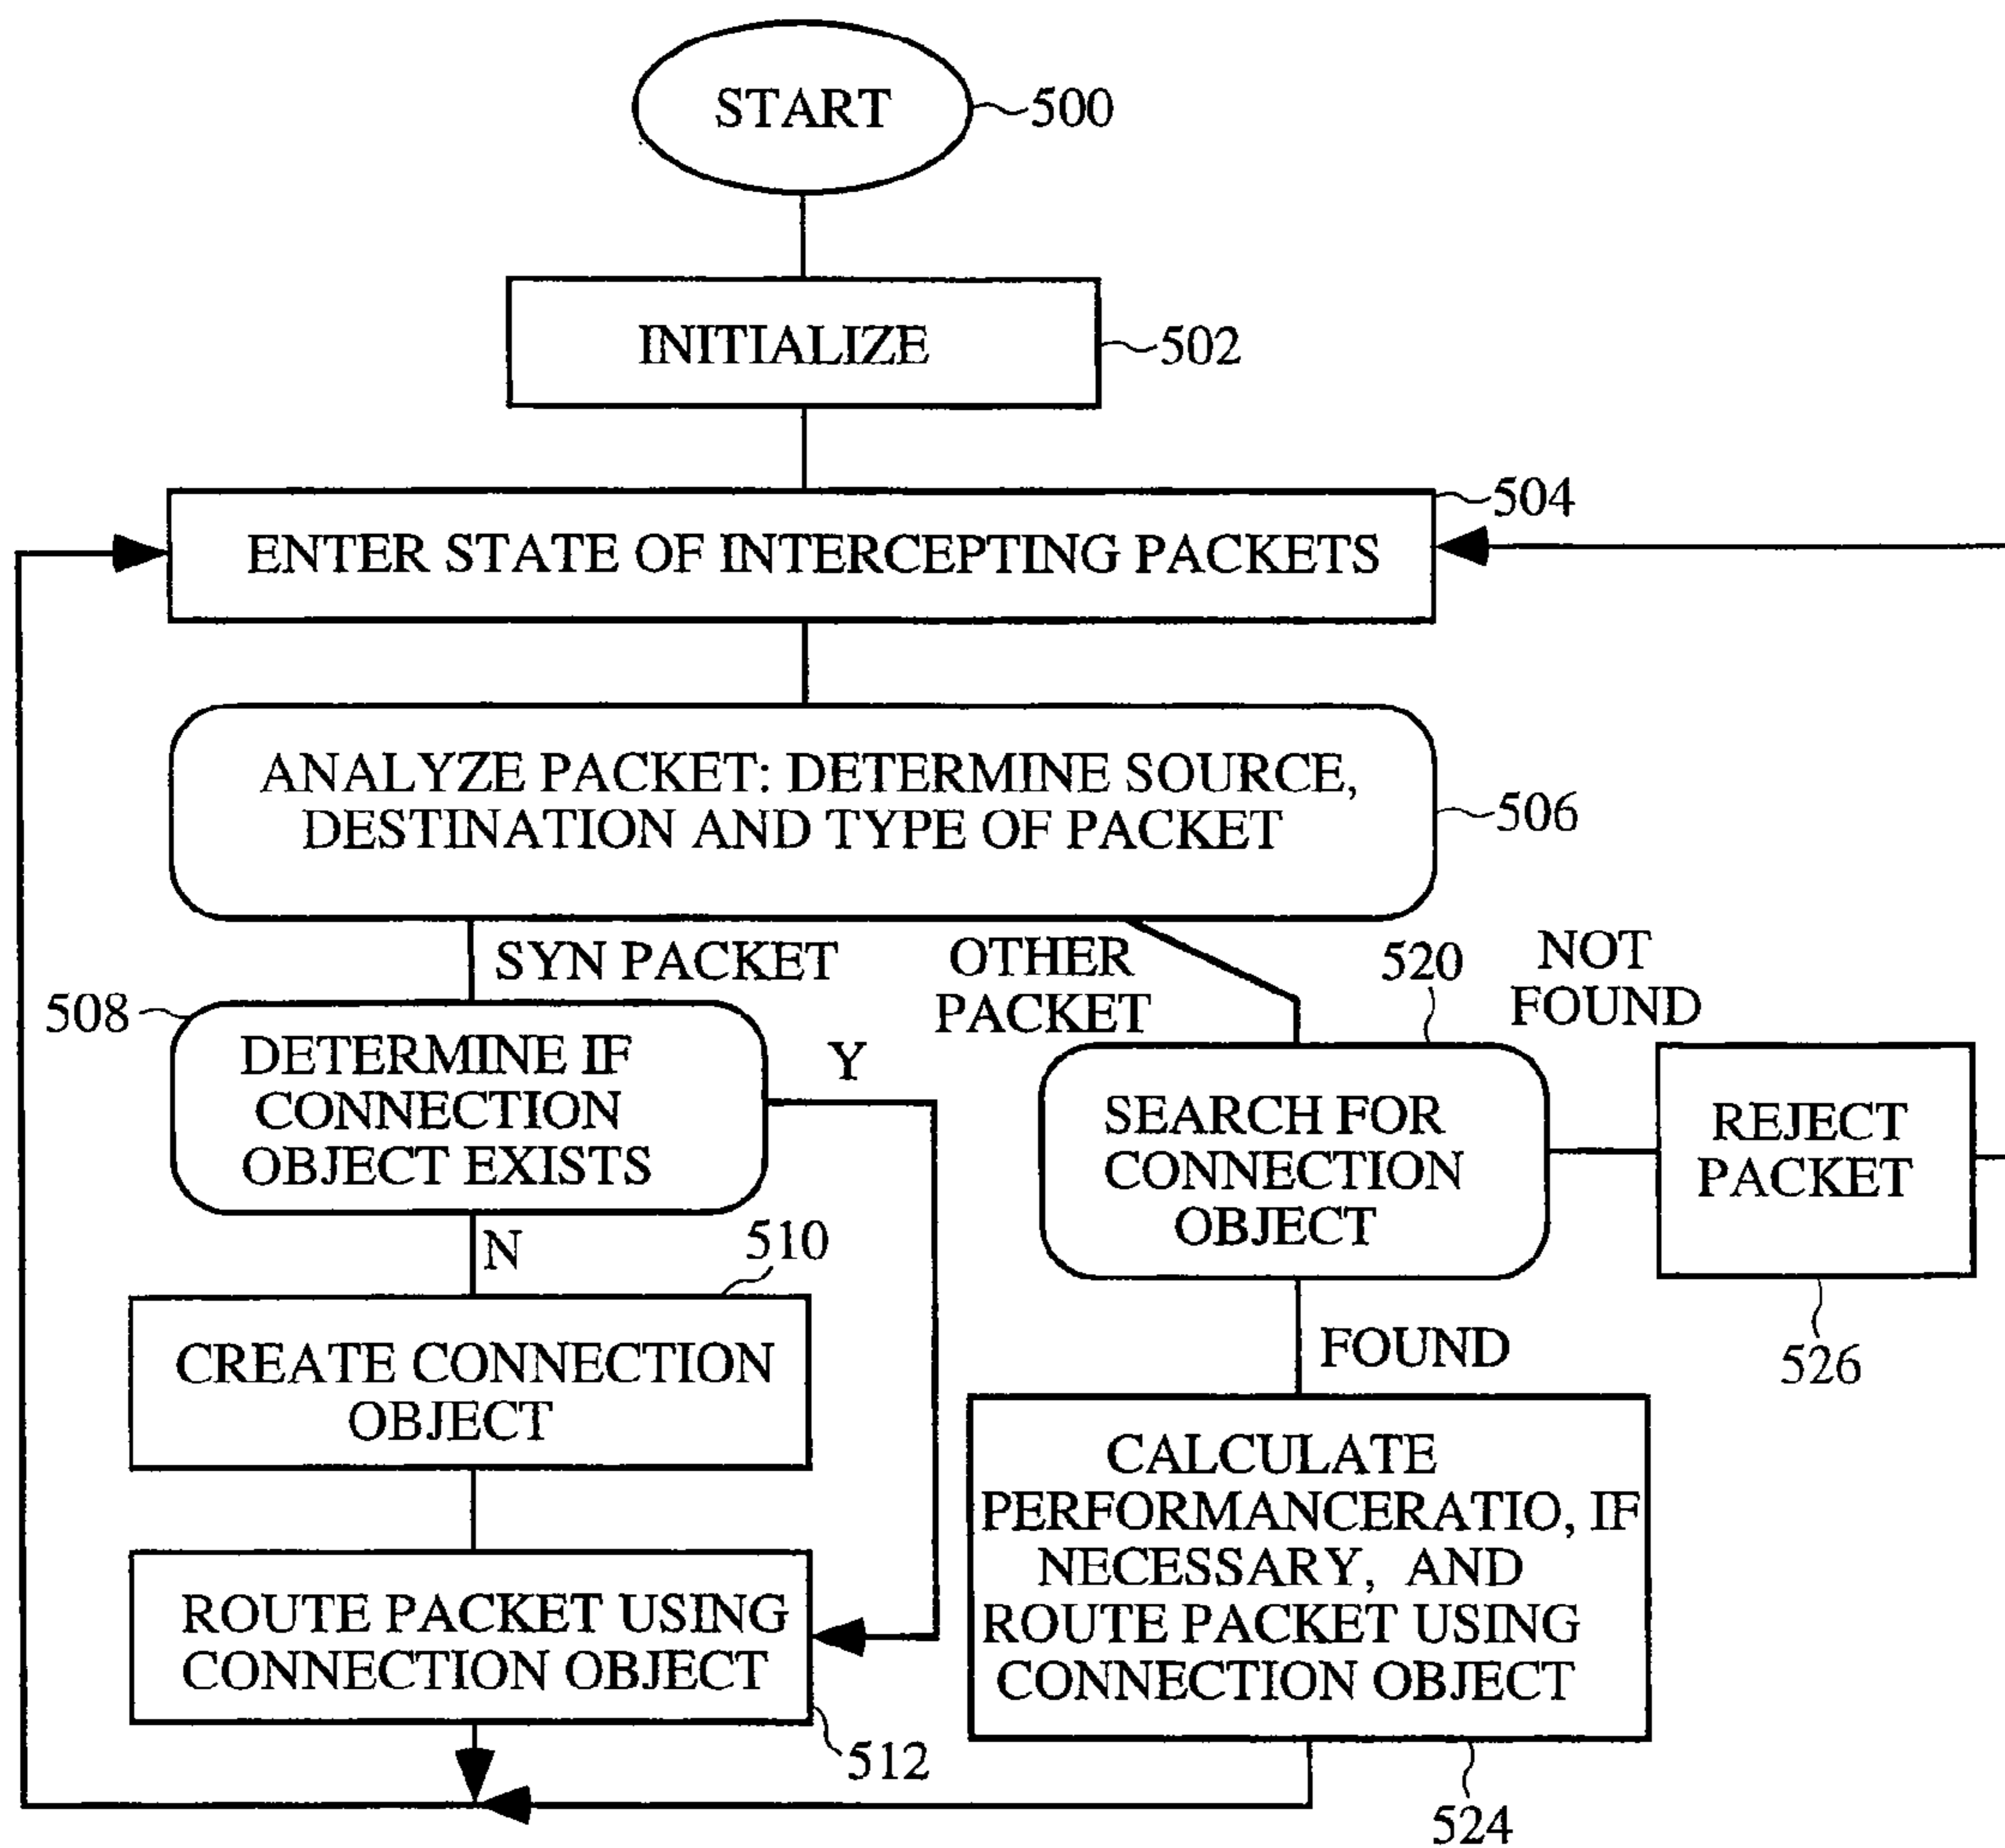 START
500
INITIALIZE
502
504
ENTER STATE OF INTERCEPTING PACKETS
ANALYZE PACKET: DETERMINE SOURCE,
DESTINATION AND TYPE OF PACKET
506
SYN PACKET
OTHER
PACKET
520
NOT
FOUND
508
DETERMINE IF
CONNECTION
OBJECT EXISTS
Y
SEARCH FOR
CONNECTION
OBJECT
REJECT
PACKET
N
510
FOUND
526
CREATE CONNECTION
OBJECT
CALCULATE
PERFORMANCERATIO, IF
NECESSARY, AND
ROUTE PACKET USING
CONNECTION OBJECT
ROUTE PACKET USING
CONNECTION OBJECT
512
524